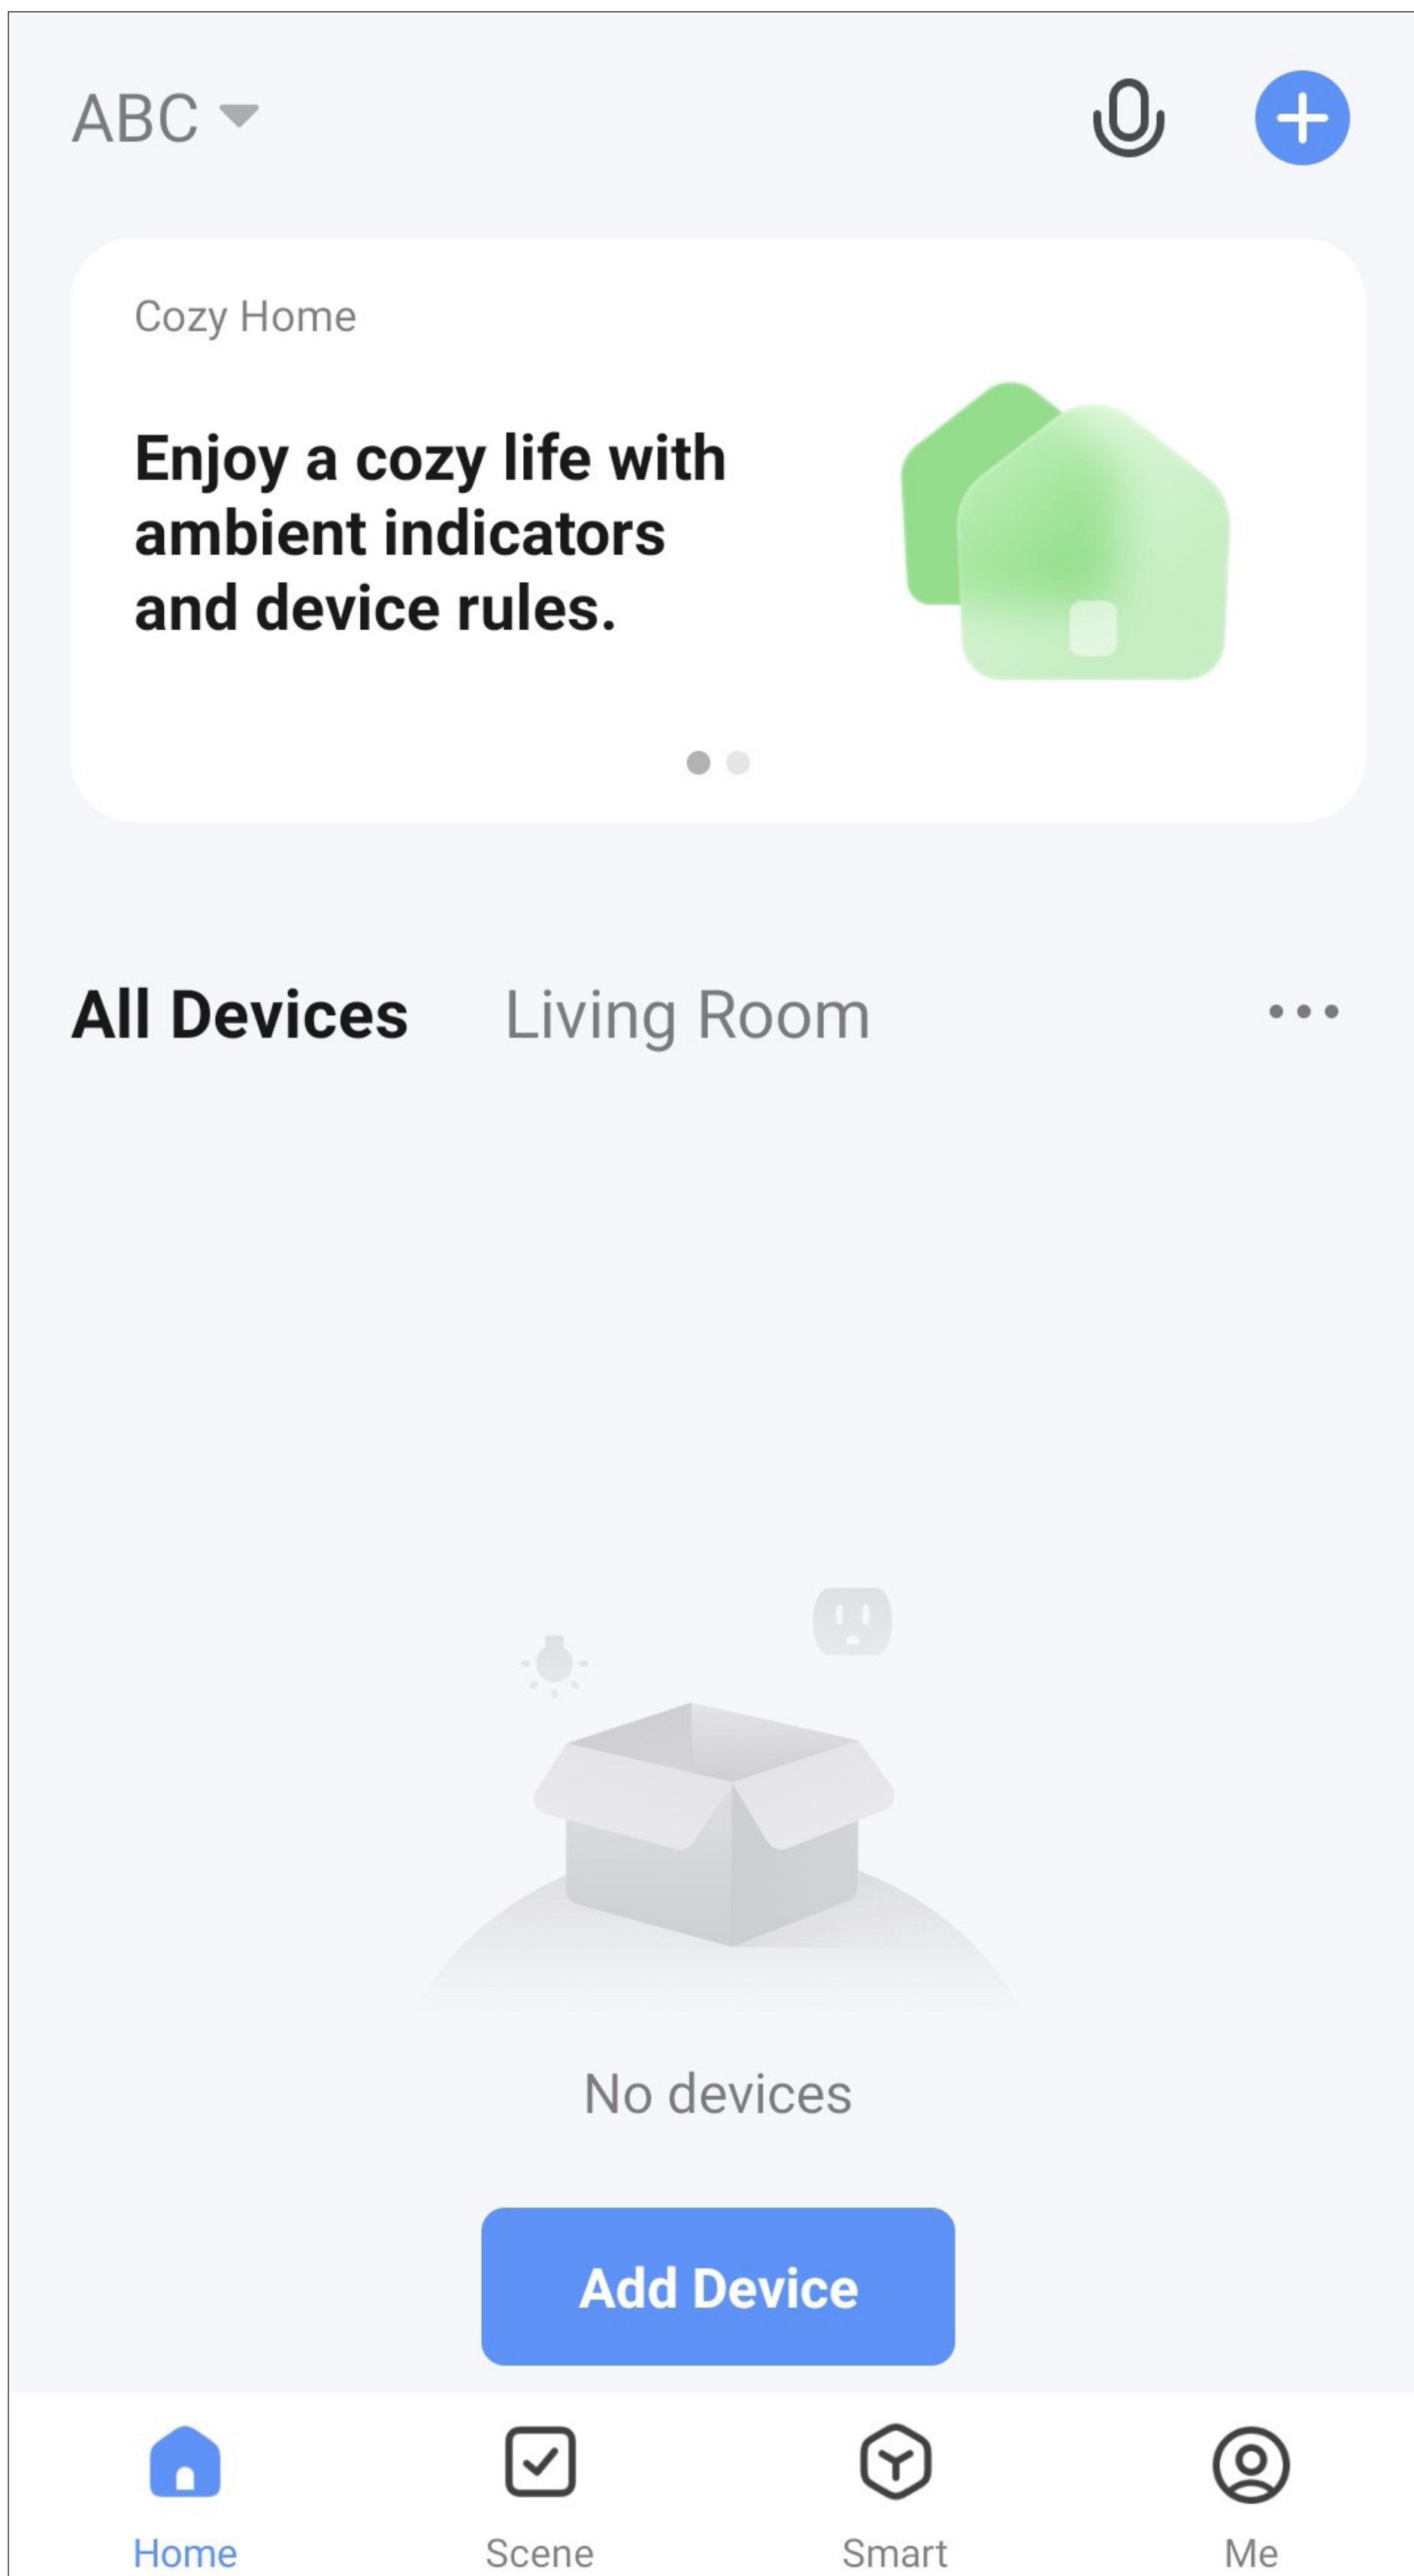 ABC
Cozy Home
Enjoy a cozy life with
ambient indicators
and device rules.
All Devices Living Room
No devices
Add Device
Home Scene Smart Me